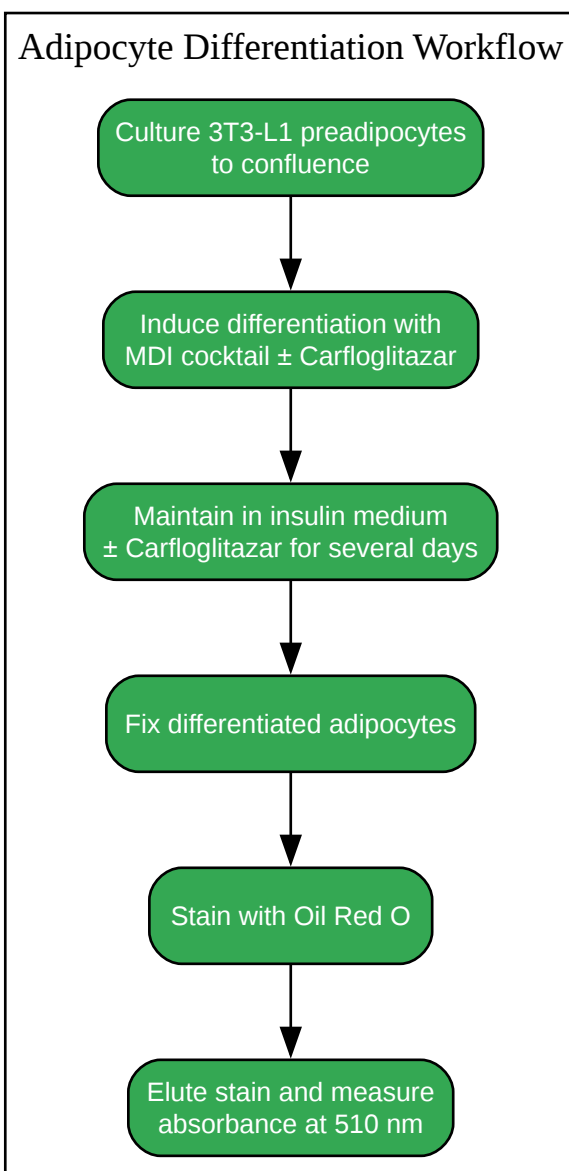 Adipocyte Differentiation Workflow
Culture 3T3-L1 preadipocytes
to confluence
Induce differentiation with
MDI cocktail ± Carfloglitazar
Maintain in insulin medium
± Carfloglitazar for several days
Fix differentiated adipocytes
Stain with Oil Red O
Elute stain and measure
absorbance at 510 nm